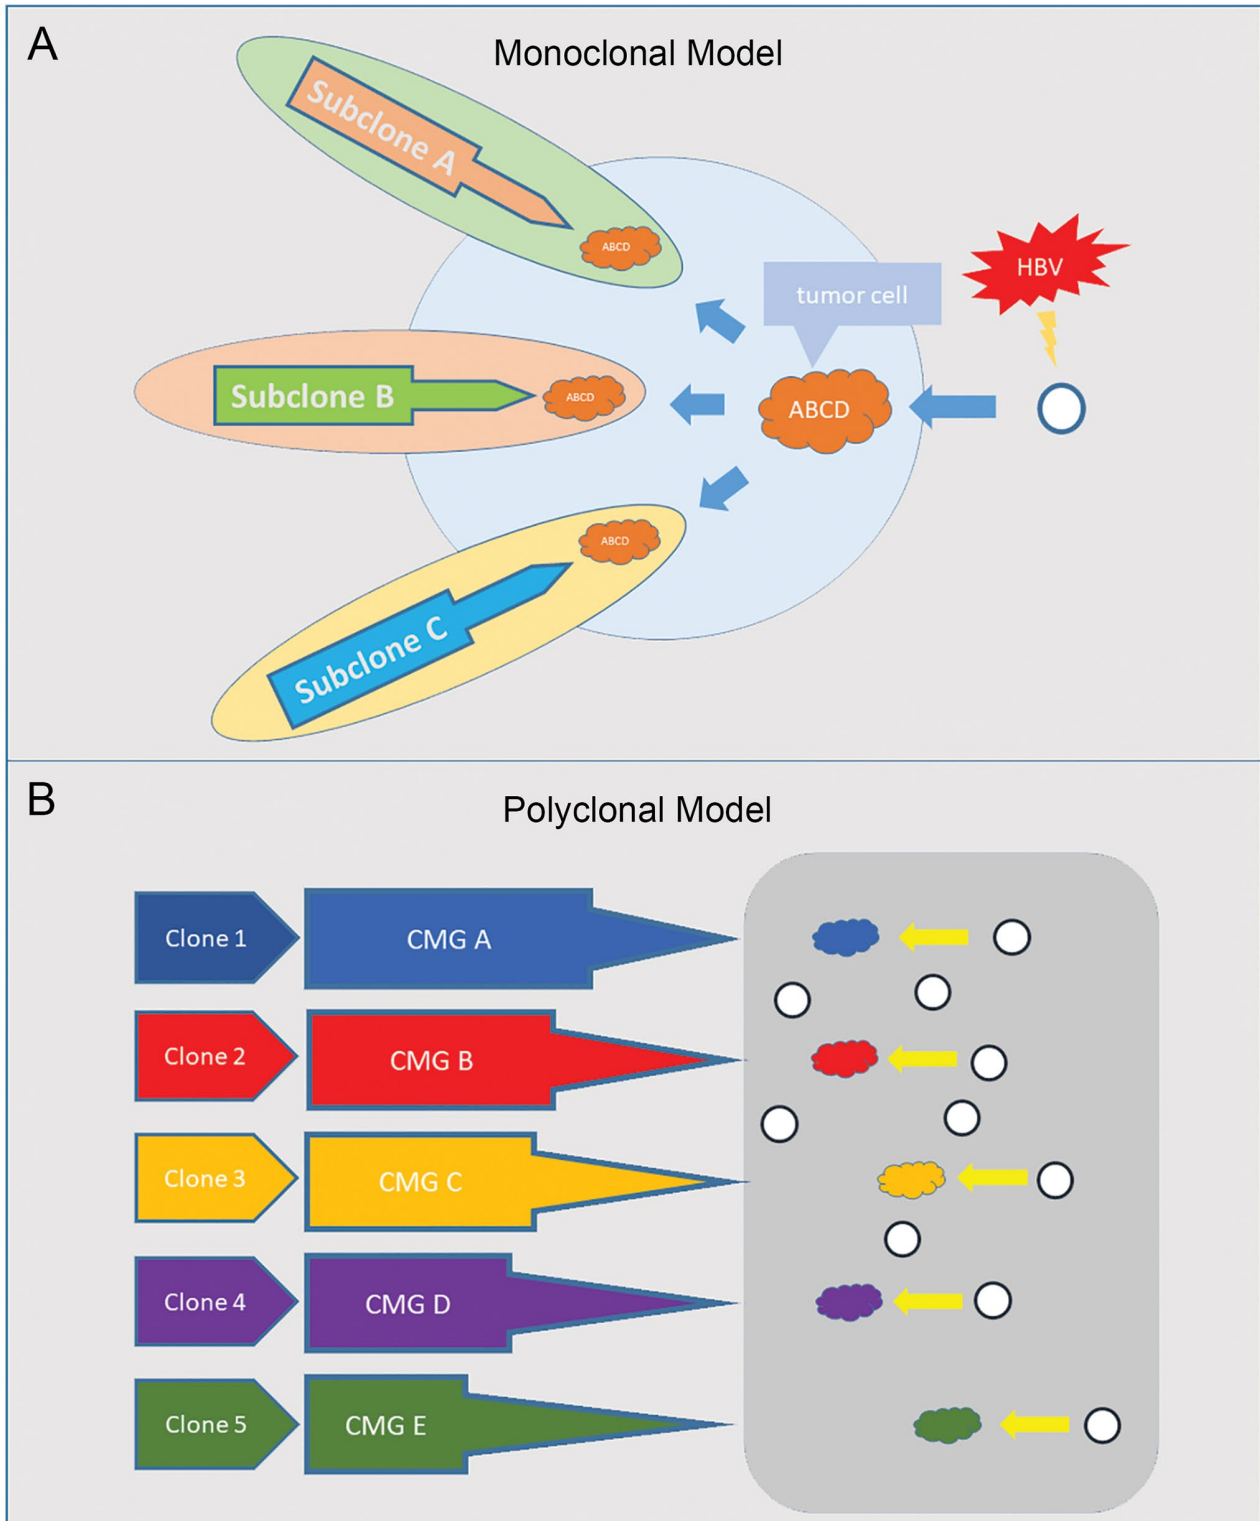 A
Monoclonal Model
Subclone A
ABCD
HBV
tumor cell
Subclone B
ABCD
ABCD
ABCD
Subclone C
B
Polyclonal Model
Clone 1
CMG A
Clone 2
CMG B
Clone 3
CMG C
Clone 4
CMG D
Clone 5
CMG E